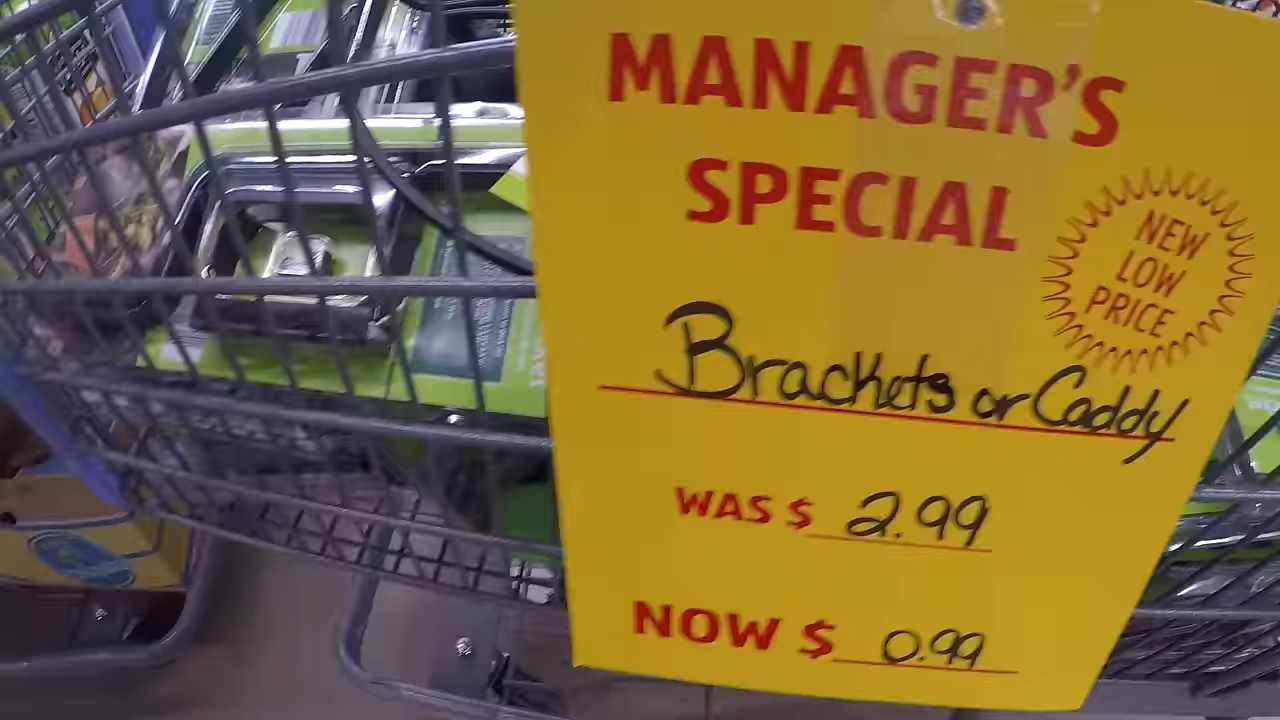 MANAGER'S
SPECIAL
NEW
LOW
PRICE
Brackets or Caddy
WAS $ 2.99
NOW $ 0.99